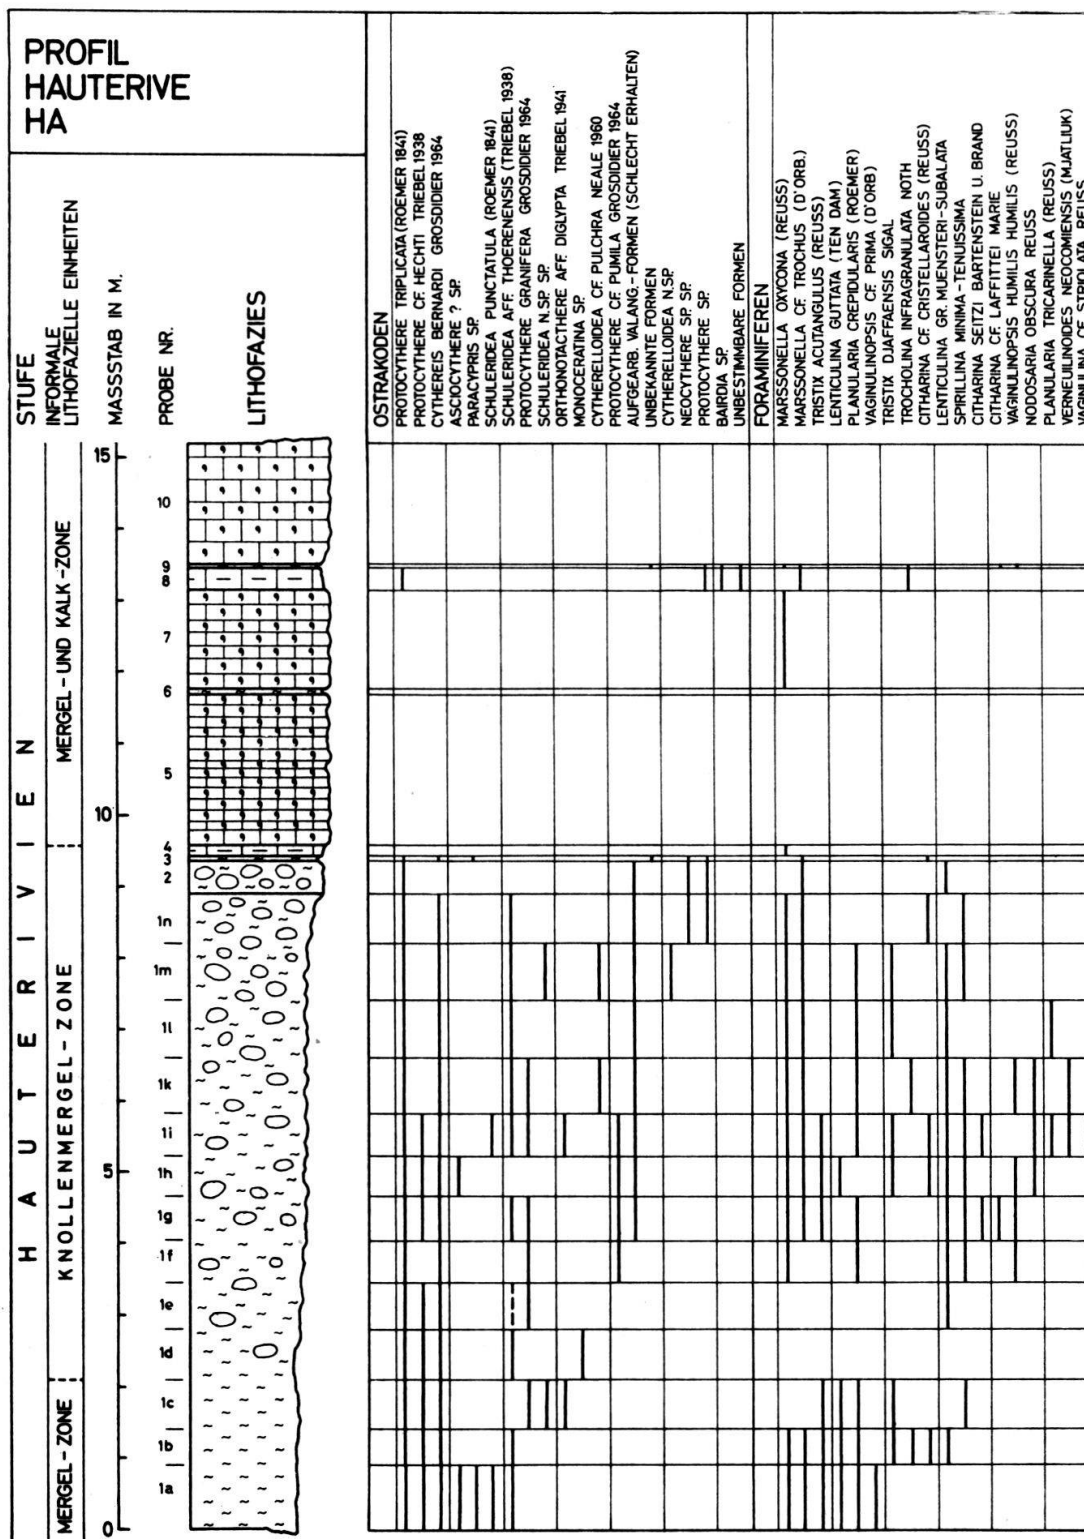 PROFIL
HAUTERIVE
HA
STUFE
INFORMALE
LITHOFAZIELLE EINHEITEN
MASSSTAB IN M.
PROBE NR.
LITHOFAZIES
OSTRAKODEN
PROTOCYTHERE TRIPLICATA (ROEMER 1841)
PROTOCYTHERE CF. HECHTI TRIEBEL 1938
CYTHEREIS BERNARDI GROSDIDIER 1964
ASCIOCYTHERE ? SP.
PARACYPRIS SP.
SCHULERIDEA PUNCTATULA (ROEMER 1841)
SCHULERIDEA AFF. THOERENENSIS (TRIEBEL 1938)
PROTOCYTHERE GRANIFERA GROSDIDIER 1964
SCHULERIDEA N.SP. SP.
ORTHONOTACTHERE AFF. DIGLYPTA TRIEBEL 1941
MONOCERATINA SP.
CYTHERELLOIDEA CF. PULCHRA NEALE 1960
PROTOCYTHERE CF. PUMILA GROSDIDIER 1964
AUFGEARB. VALANG.-FORMEN (SCHLECHT ERHALTEN)
UNBEKANNTE FORMEN
CYTHERELLOIDEA N.SP.
NEOCYTHERE SP. SP.
PROTOCYTHERE SP.
BAIRDIA SP.
UNBESTIMMBARE FORMEN
FORAMINIFEREN
MARSSONELLA OXYCONA (REUSS)
MARSSONELLA CF. TROCHUS (D'ORB.)
TRISTIX ACUTANGULUS (REUSS)
LENTICULINA GUTTATA (TEN DAM)
PLANULARIA CREPIDULARIS (ROEMER)
VAGINULINOPSIS CF. PRIMA (D'ORB)
TRISTIX DJAFFAENSIS SIGAL
TROCHOLINA INFRAGRANULATA NOTH
CITHARINA CF. CRISTELLAROIDES (REUSS)
LENTICULINA GR. MUENSTERI-SUBALATA
SPIRILLINA MINIMA-TENUISSIMA
CITHARINA SEITZI BARTENSTEIN U. BRAND
CITHARINA CF. LAFFITTEI MARIE
VAGINULINOPSIS HUMILIS HUMILIS (REUSS)
NODOSARIA OBSCURA REUSS
PLANULARIA TRICARINELLA (REUSS)
VERNEUILINOIDES NEOCOMIENSIS (MJATLIUK)
VAGINULINA CF. STRIOLATA REUSS
HAUTERIVIEN
MERGEL- UND KALK-ZONE
KNOLLENMERGEL-ZONE
MERGEL-ZONE
15
10
5
0
10
9
8
7
6
5
4
3
2
1n
1m
1l
1k
1i
1h
1g
1f
1e
1d
1c
1b
1a